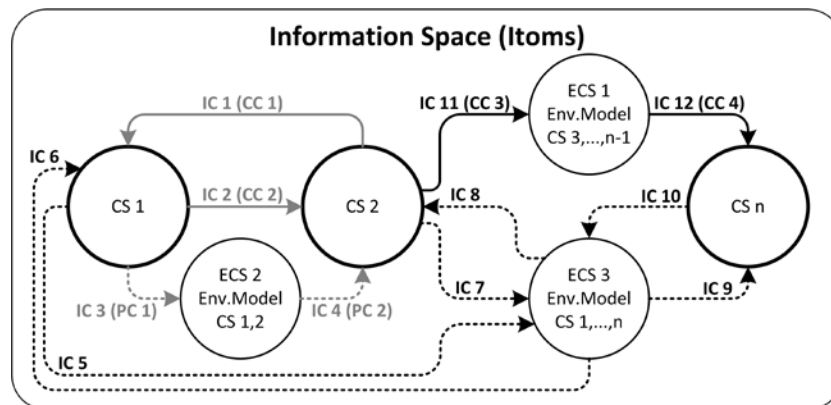 Information Space (Itoms)
IC 1 (CC 1)
IC 11 (CC 3)
ECS 1
Env.Model
CS 3,...,n-1
IC 12 (CC 4)
IC 6
CS 1
IC 2 (CC 2)
CS 2
IC 8
IC 10
CS n
IC 3 (PC 1)
ECS 2
Env.Model
CS 1,2
IC 4 (PC 2)
IC 7
ECS 3
Env.Model
CS 1,...,n
IC 9
IC 5